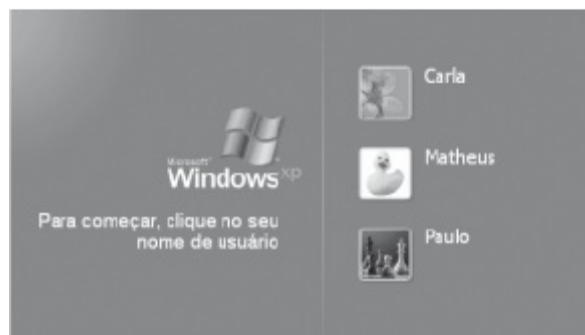 Microsoft
Windows xp
Para começar, clique no seu
nome de usuário
Carla
Matheus
Paulo